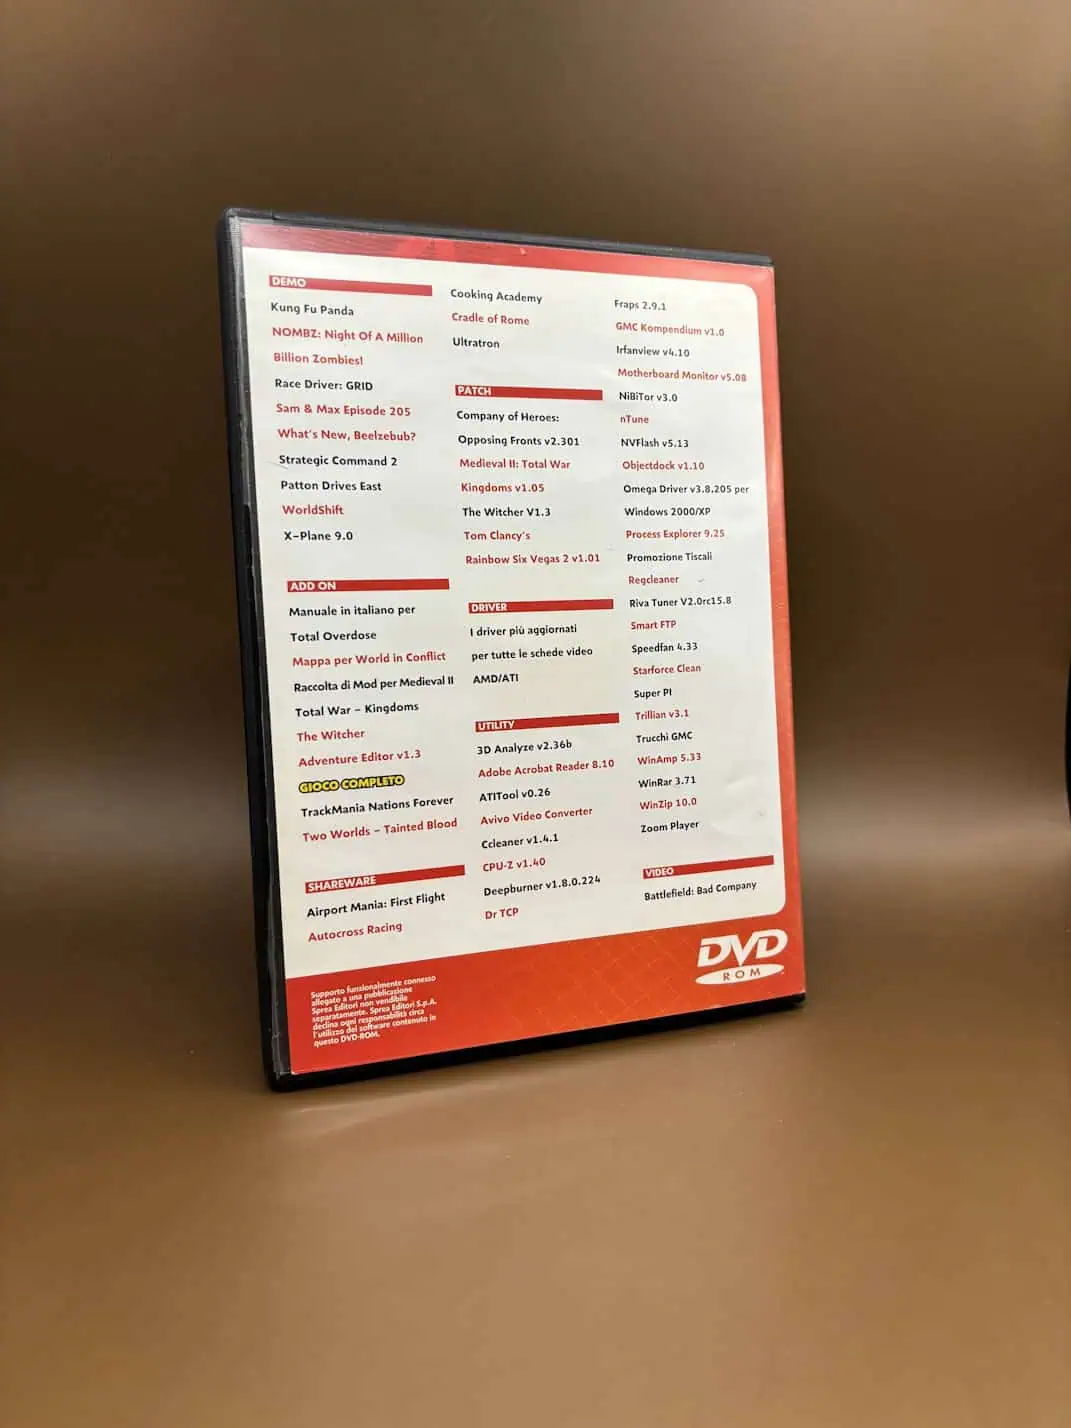 DEMO
Kung Fu Panda
NOMBZ: Night Of A Million
Billion Zombies!
Race Driver: GRID
Sam & Max Episode 205
What's New, Beelzebub?
Strategic Command 2
Patton Drives East
WorldShift
X-Plane 9.0
ADD ON
Manuale in italiano per
Total Overdose
Mappa per World in Conflict
Raccolta di Mod per Medieval II
Total War - Kingdoms
The Witcher
Adventure Editor v1.3
GIOCO COMPLETO
TrackMania Nations Forever
Two Worlds - Tainted Blood
SHAREWARE
Airport Mania: First Flight
Autocross Racing
Cooking Academy
Cradle of Rome
Ultratron
PATCH
Company of Heroes:
Opposing Fronts v2.301
Medieval II: Total War
Kingdoms v1.05
The Witcher V1.3
Tom Clancy's
Rainbow Six Vegas 2 v1.01
DRIVER
I driver più aggiornati
per tutte le schede video
AMD/ATI
UTILITY
3D Analyze v2.36b
Adobe Acrobat Reader 8.10
ATITool v0.26
Avivo Video Converter
Ccleaner v1.4.1
CPU-Z v1.40
Deepburner v1.8.0.224
Dr TCP
Fraps 2.9.1
GMC Kompendium v1.0
Irfanview v4.10
Motherboard Monitor v5.08
NiBiTor v3.0
nTune
NVFlash v5.13
Objectdock v1.10
Omega Driver v3.8.205 per
Windows 2000/XP
Process Explorer 9.25
Promozione Tiscali
Regcleaner
Riva Tuner V2.0rc15.8
Smart FTP
Speedfan 4.33
Starforce Clean
Super PI
Trillian v3.1
Trucchi GMC
WinAmp 5.33
WinRar 3.71
WinZip 10.0
Zoom Player
VIDEO
Battlefield: Bad Company
Supporto funzionalmente connesso
allegato a una pubblicazione
Sprea Editori non vendibile
separatamente. Sprea Editori S.p.A.
declina ogni responsabilità circa
l'utilizzo del software contenuto in
questo DVD-ROM.
DVD
ROM